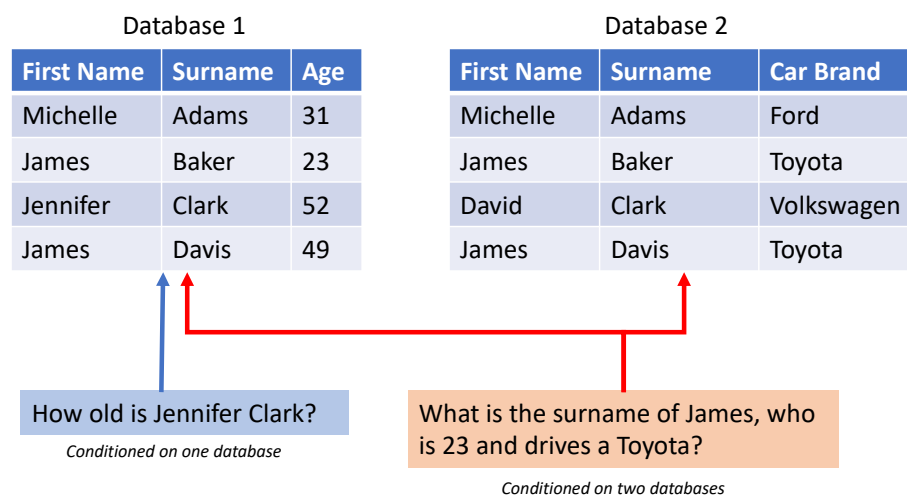 Database 1
First Name Surname Age
Michelle Adams 31
James Baker 23
Jennifer Clark 52
James Davis 49
Database 2
First Name Surname Car Brand
Michelle Adams Ford
James Baker Toyota
David Clark Volkswagen
James Davis Toyota
How old is Jennifer Clark?
Conditioned on one database
What is the surname of James, who
is 23 and drives a Toyota?
Conditioned on two databases